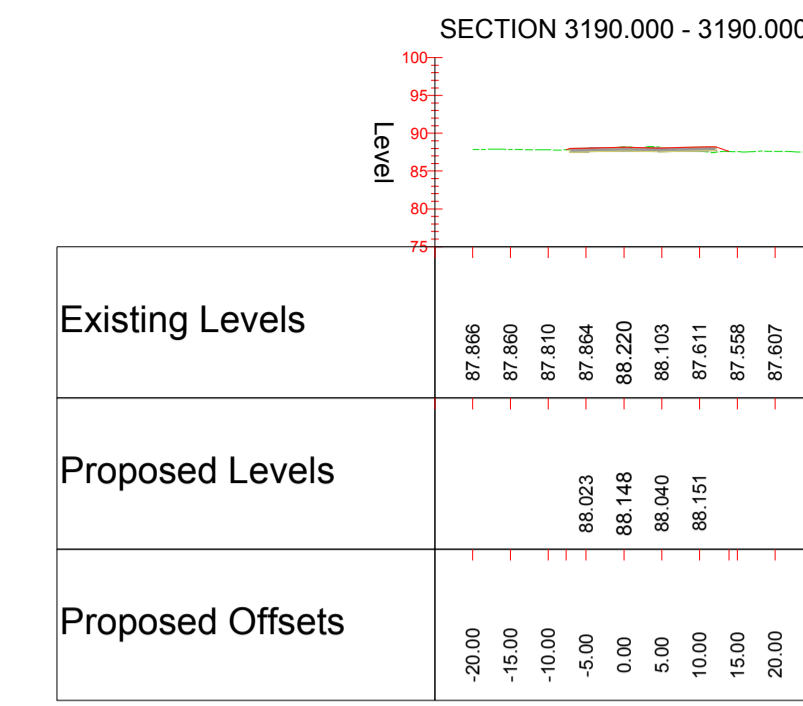 SECTION 3190.000 - 3190.000
100
95
90
85
80
75
Level
Existing Levels
87.866 87.860 87.810 87.864 88.220 88.103 87.611 87.558 87.607
Proposed Levels
88.023 88.148 88.040 88.151
Proposed Offsets
-20.00 -15.00 -10.00 -5.00 0.00 5.00 10.00 15.00 20.00